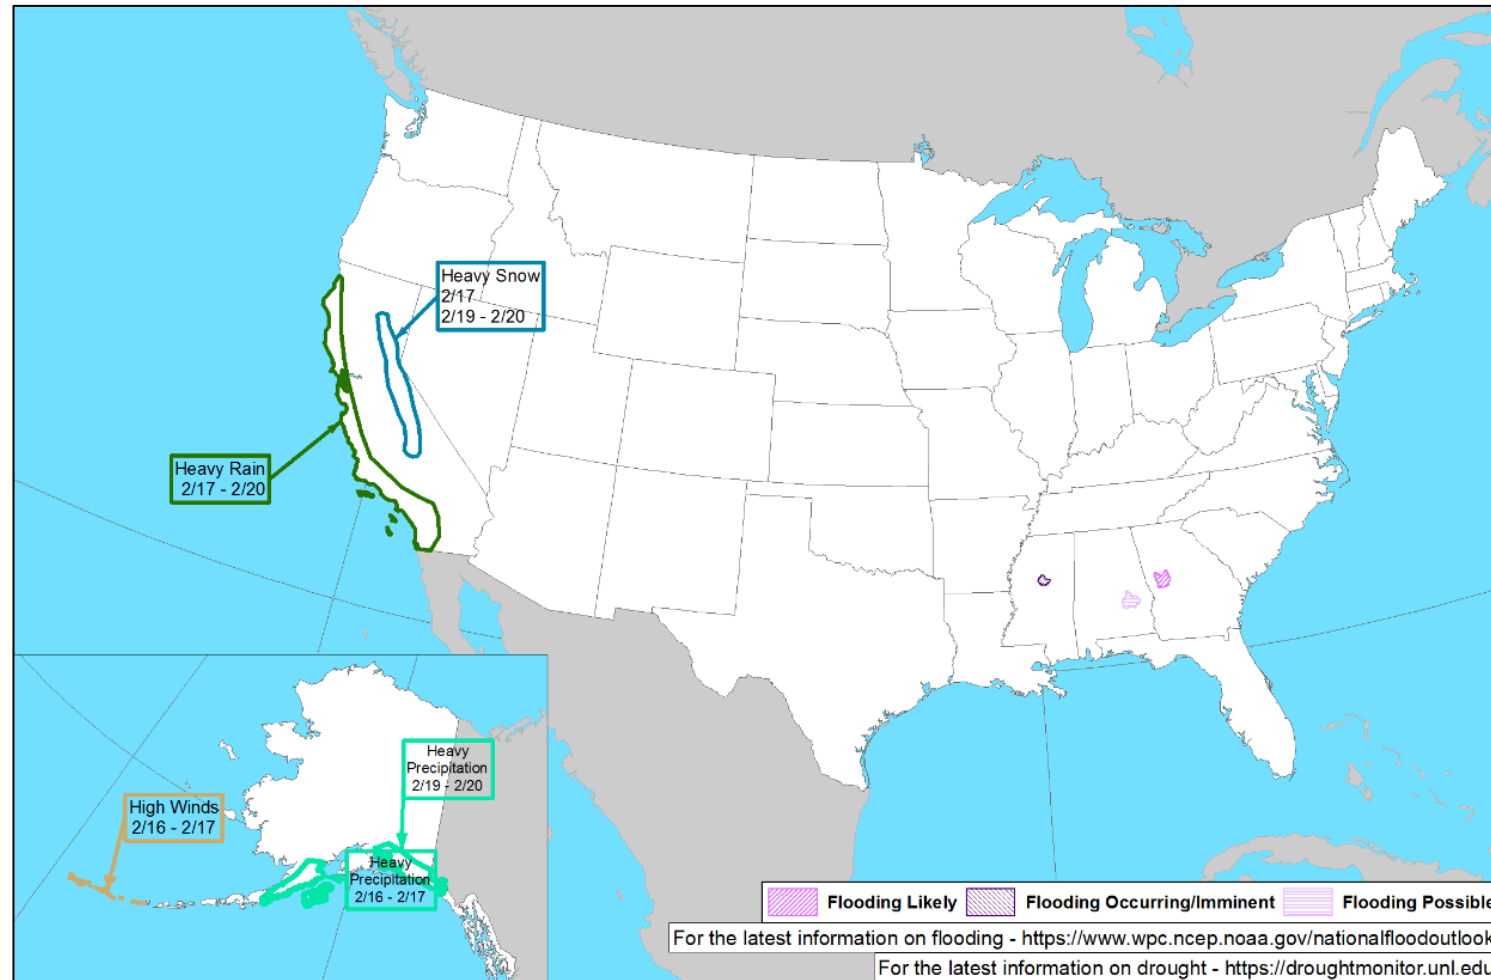 Heavy Snow
2/17
2/19 - 2/20
Heavy Rain
2/17 - 2/20
Heavy
Precipitation
2/19 - 2/20
High Winds
2/16 - 2/17
Heavy
Precipitation
2/16 - 2/17
Flooding Likely
Flooding Occurring/Imminent
Flooding Possible
For the latest information on flooding - https://www.wpc.ncep.noaa.gov/nationalfloodoutlook
For the latest information on drought - https://droughtmonitor.unl.edu